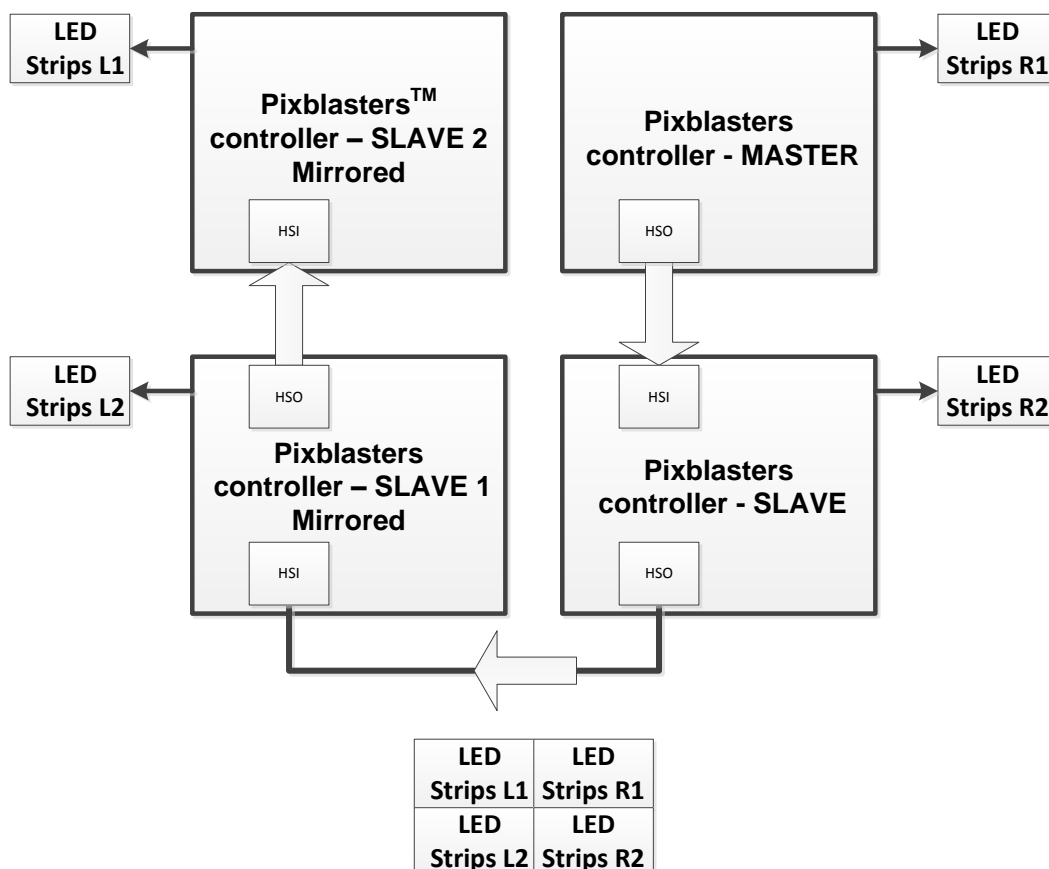 LED
Strips L1
Pixblasters™
controller – SLAVE 2
Mirrored
HSI
Pixblasters
controller - MASTER
HSO
LED
Strips R1
LED
Strips L2
HSO
Pixblasters
controller – SLAVE 1
Mirrored
HSI
HSI
Pixblasters
controller - SLAVE
HSO
LED
Strips R2
LED
Strips L1
LED
Strips R1
LED
Strips L2
LED
Strips R2